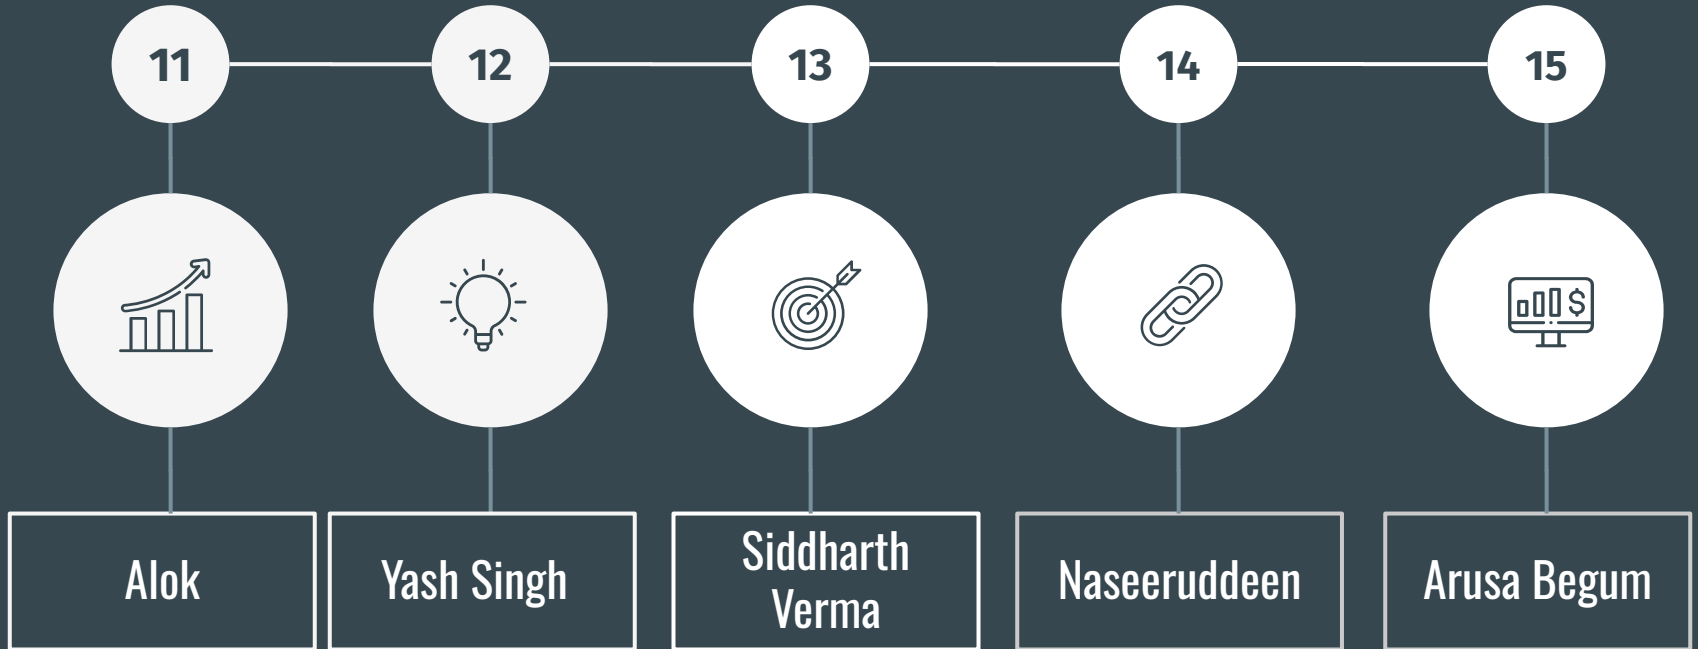 11
12
13
14
15
$
Alok
Yash Singh
Siddharth
Verma
Naseeruddeen
Arusa Begum